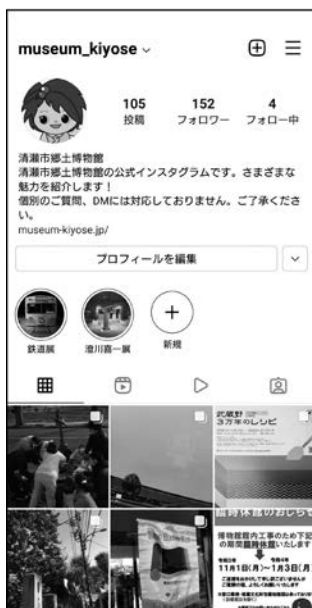 museum_kiyose
105
152
4
投稿
フォロワー
フォロー中
清瀬市郷土博物館
清瀬市郷土博物館の公式インスタグラムです。さまざまな
魅力を紹介します！
個別のご質問、DMには対応しておりません。ご了承くださ
い。
museum-kiyose.jp/
プロフィールを編集
鉄道展
澄川喜一展
新規
武蔵野
3万年のレシピ
臨時休館のおしらせ
博物館館内工事のため下記
の期間臨時休館いたします
11月1日(月)〜1月3日(月)